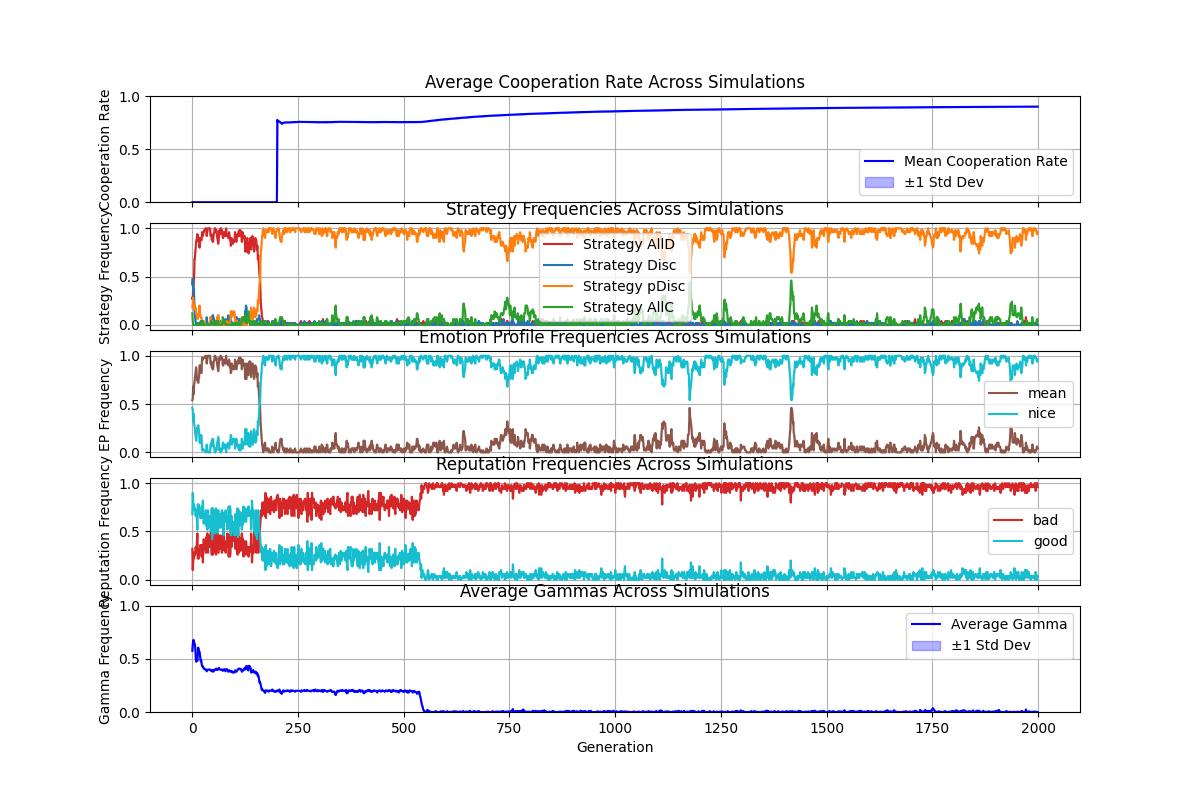 Average Cooperation Rate Across Simulations
Cooperation Rate
1.0
0.5
0.0
Mean Cooperation Rate
±1 Std Dev
Strategy Frequencies Across Simulations
Strategy Frequency
1.0
0.5
0.0
Strategy AllD
Strategy Disc
Strategy pDisc
Strategy AllC
Emotion Profile Frequencies Across Simulations
EP Frequency
1.0
0.5
0.0
mean
nice
Reputation Frequencies Across Simulations
Reputation Frequency
1.0
0.5
0.0
bad
good
Average Gammas Across Simulations
Gamma Frequency
1.0
0.5
0.0
Average Gamma
±1 Std Dev
0 250 500 750 1000 1250 1500 1750 2000
Generation